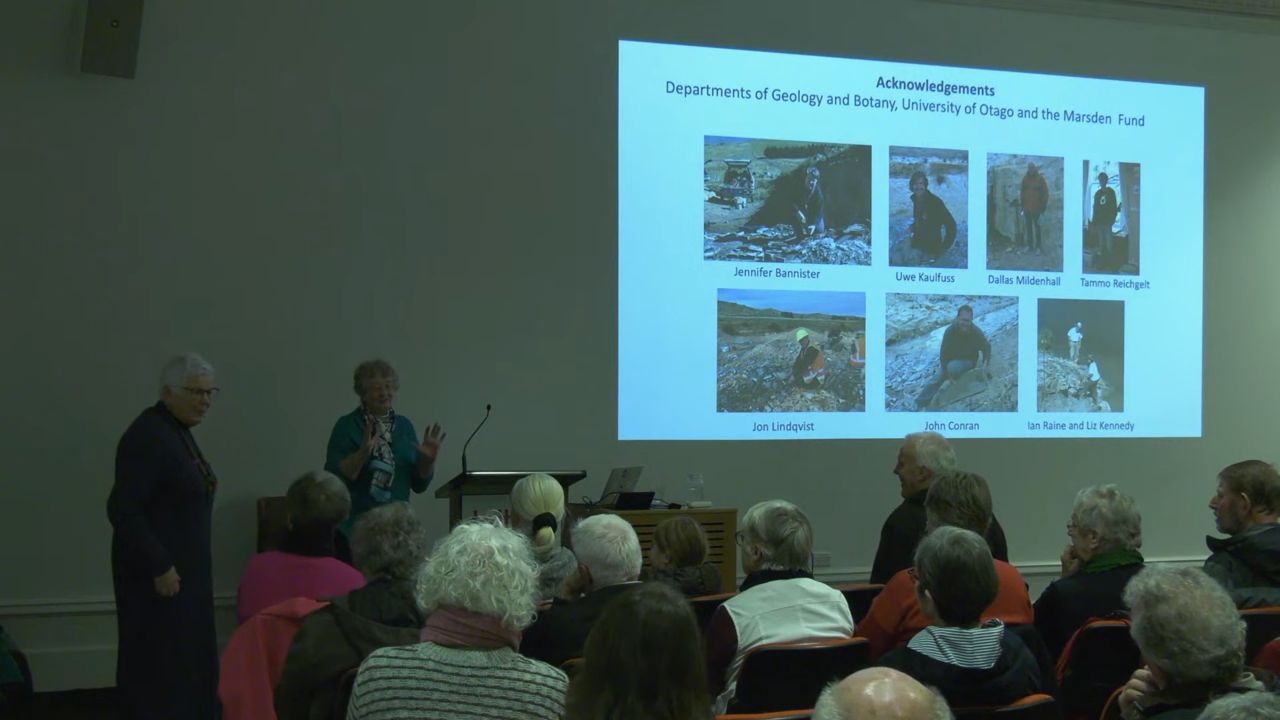 Acknowledgements
Departments of Geology and Botany, University of Otago and the Marsden Fund
Jennifer Bannister
Uwe Kaulfuss
Dallas Mildenhall
Tammo Reichgelt
Jon Lindqvist
John Conran
Ian Raine and Liz Kennedy